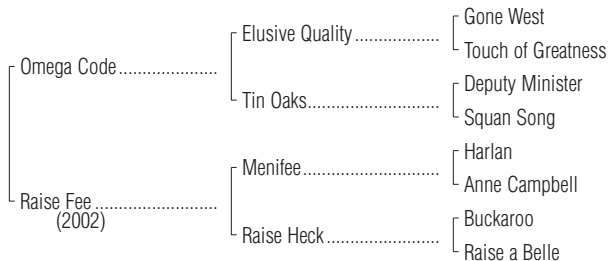 Gone West
Elusive Quality ..................
Touch of Greatness
Omega Code .....................
Deputy Minister
Tin Oaks............................
Squan Song
Harlan
Menifee.............................
Anne Campbell
Raise Fee ..........................
(2002)
Buckaroo
Raise Heck ........................
Raise a Belle